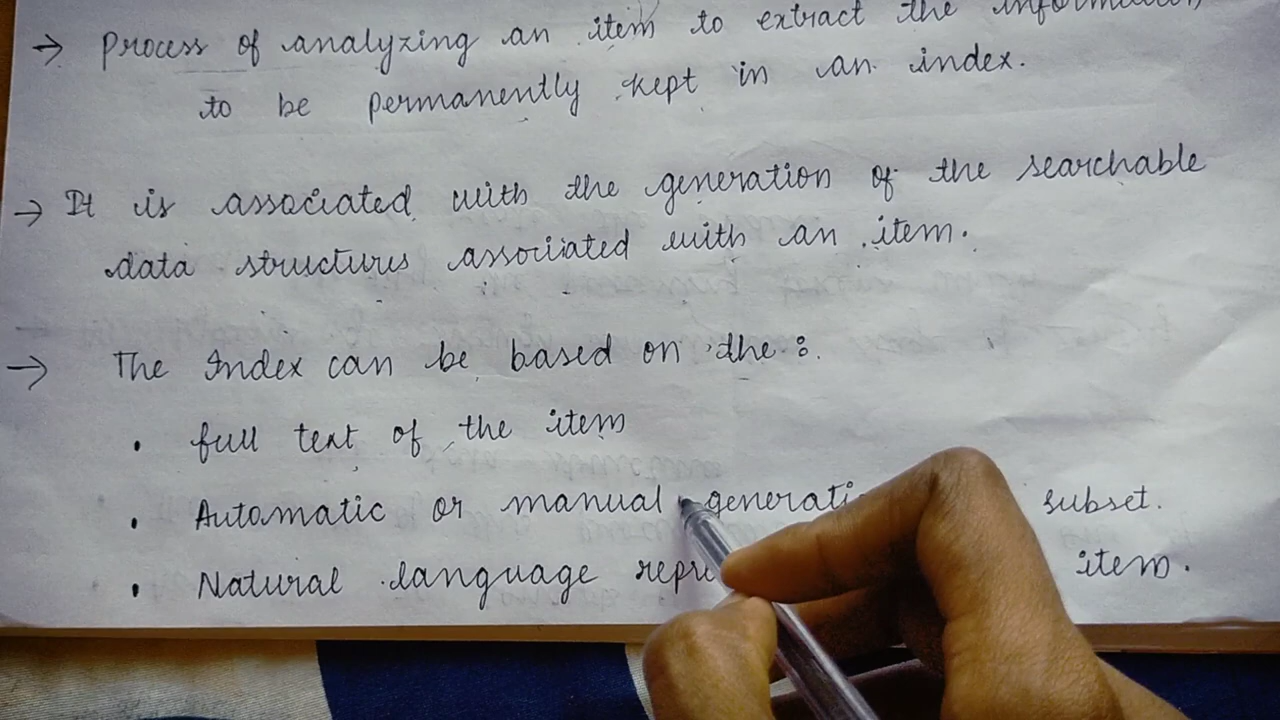 → Process of analyzing an item to extract the information
to be permanently kept in an index.
→ It is associated with the generation of the searchable
data structures associated with an item.
→ The Index can be based on the :.
• full text of the item
• Automatic or manual subset.
• Natural language item.